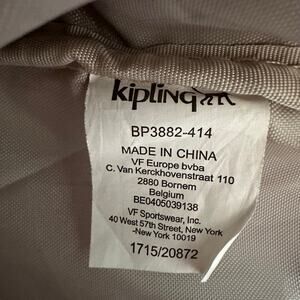 kipling
BP3882-414
MADE IN CHINA
VF Europe bvba
C. Van Kerckhovenstraat 110
2880 Bornem
Belgium
BE0405039138
VF Sportswear, Inc.
40 West 57th Street, New York
-New York 10019
1715/20872